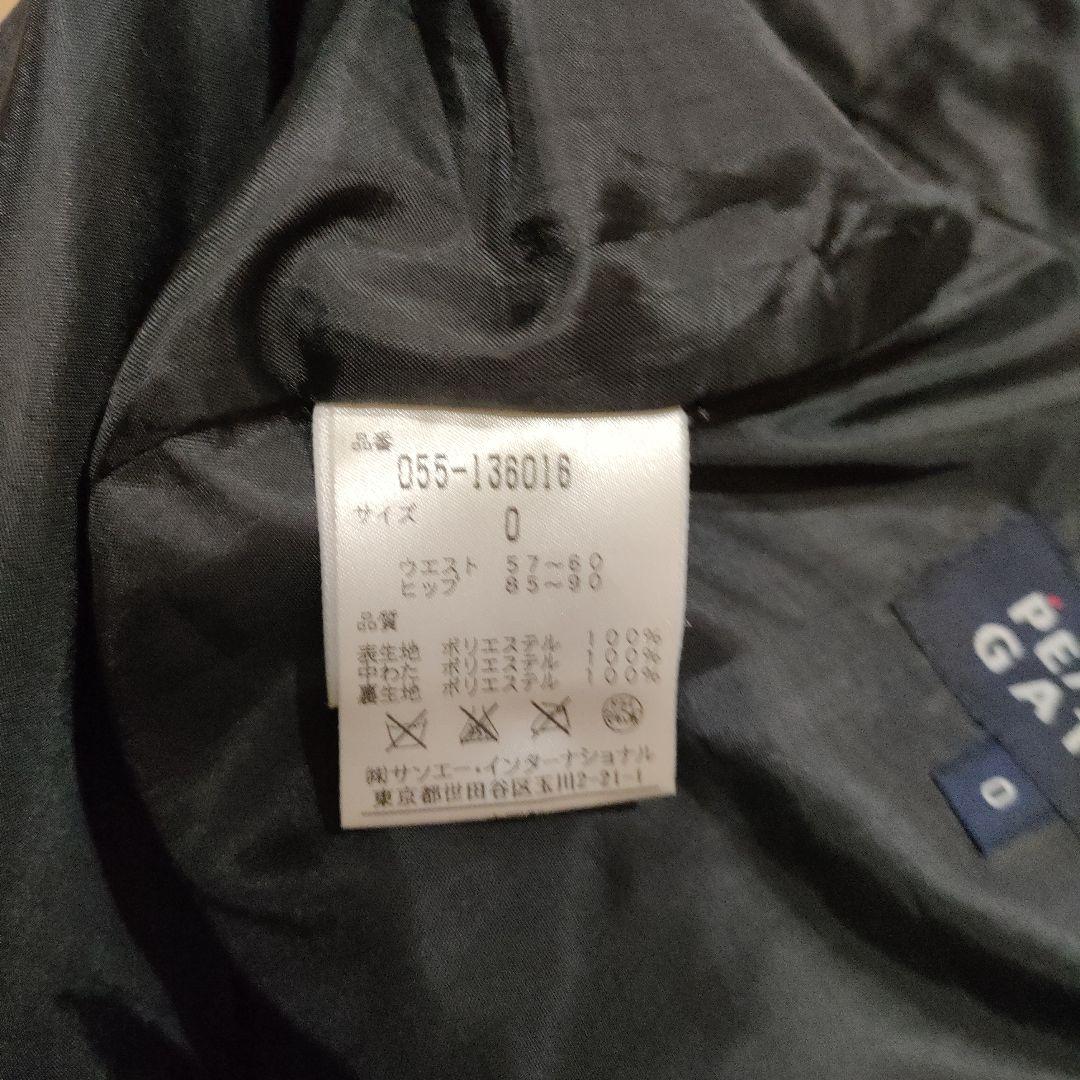 品番
055-136016
サイズ 0
ウエスト 57～60
ヒップ 85～90
品質
表生地 ポリエステル 100%
中わた ポリエステル 100%
裏生地 ポリエステル 100%
㈱サンエー・インターナショナル
東京都世田谷区玉川2-21-1
PEA
GA
0